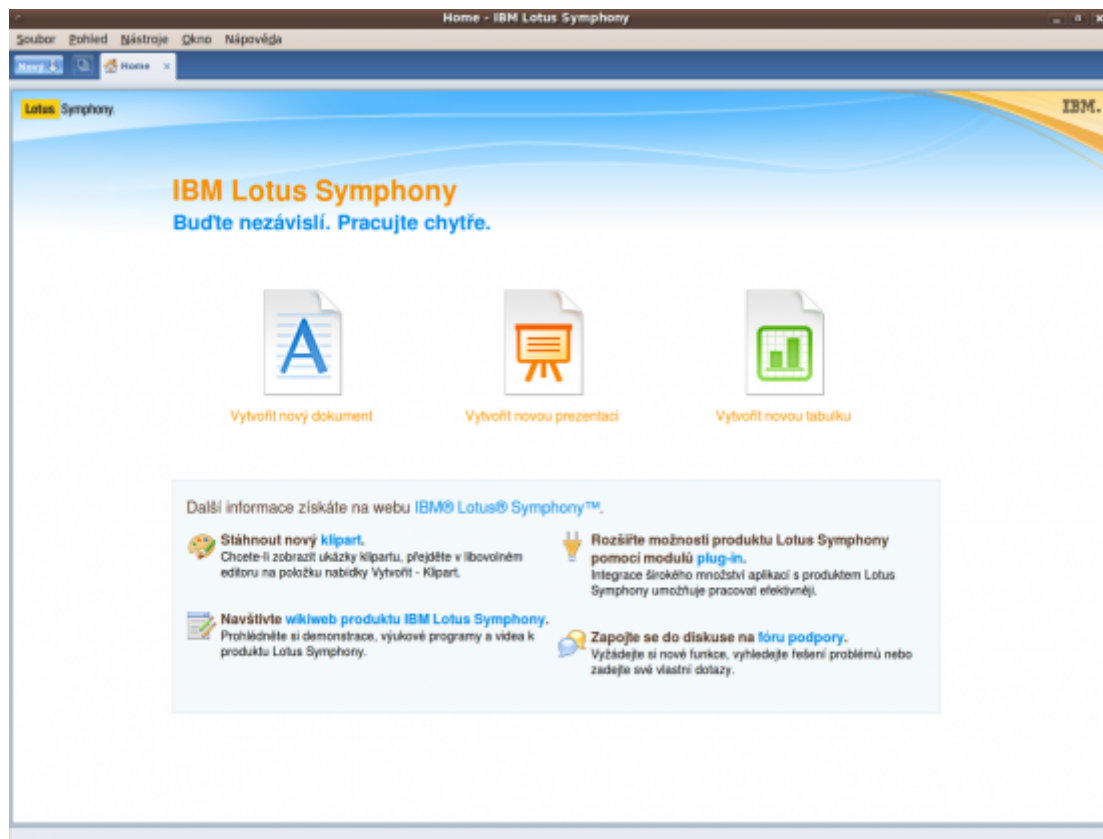 Home - IBM Lotus Symphony
Soubor Pohled Nástroje Okno Nápověda
Nový Home
Lotus. Symphony.
IBM.
IBM Lotus Symphony
Buďte nezávislí. Pracujte chytře.
Vytvořit nový dokument
Vytvořit novou prezentaci
Vytvořit novou tabulku
Další informace získáte na webu IBM® Lotus® Symphony™.
Stáhnout nový klipart.
Chcete-li zobrazit ukázky klipartu, přejděte v libovolném
editoru na položku nabídky Vytvořit - Klipart.
Navštivte wikiweb produktu IBM Lotus Symphony.
Prohlédněte si demonstrace, výukové programy a videa k
produktu Lotus Symphony.
Rozšiřte možnosti produktu Lotus Symphony
pomocí modulů plug-in.
Integrace širokého množství aplikací s produktem Lotus
Symphony umožňuje pracovat efektivněji.
Zapojte se do diskuse na fóru podpory.
Vyžádejte si nové funkce, vyhledejte řešení problémů nebo
zadejte své vlastní dotazy.